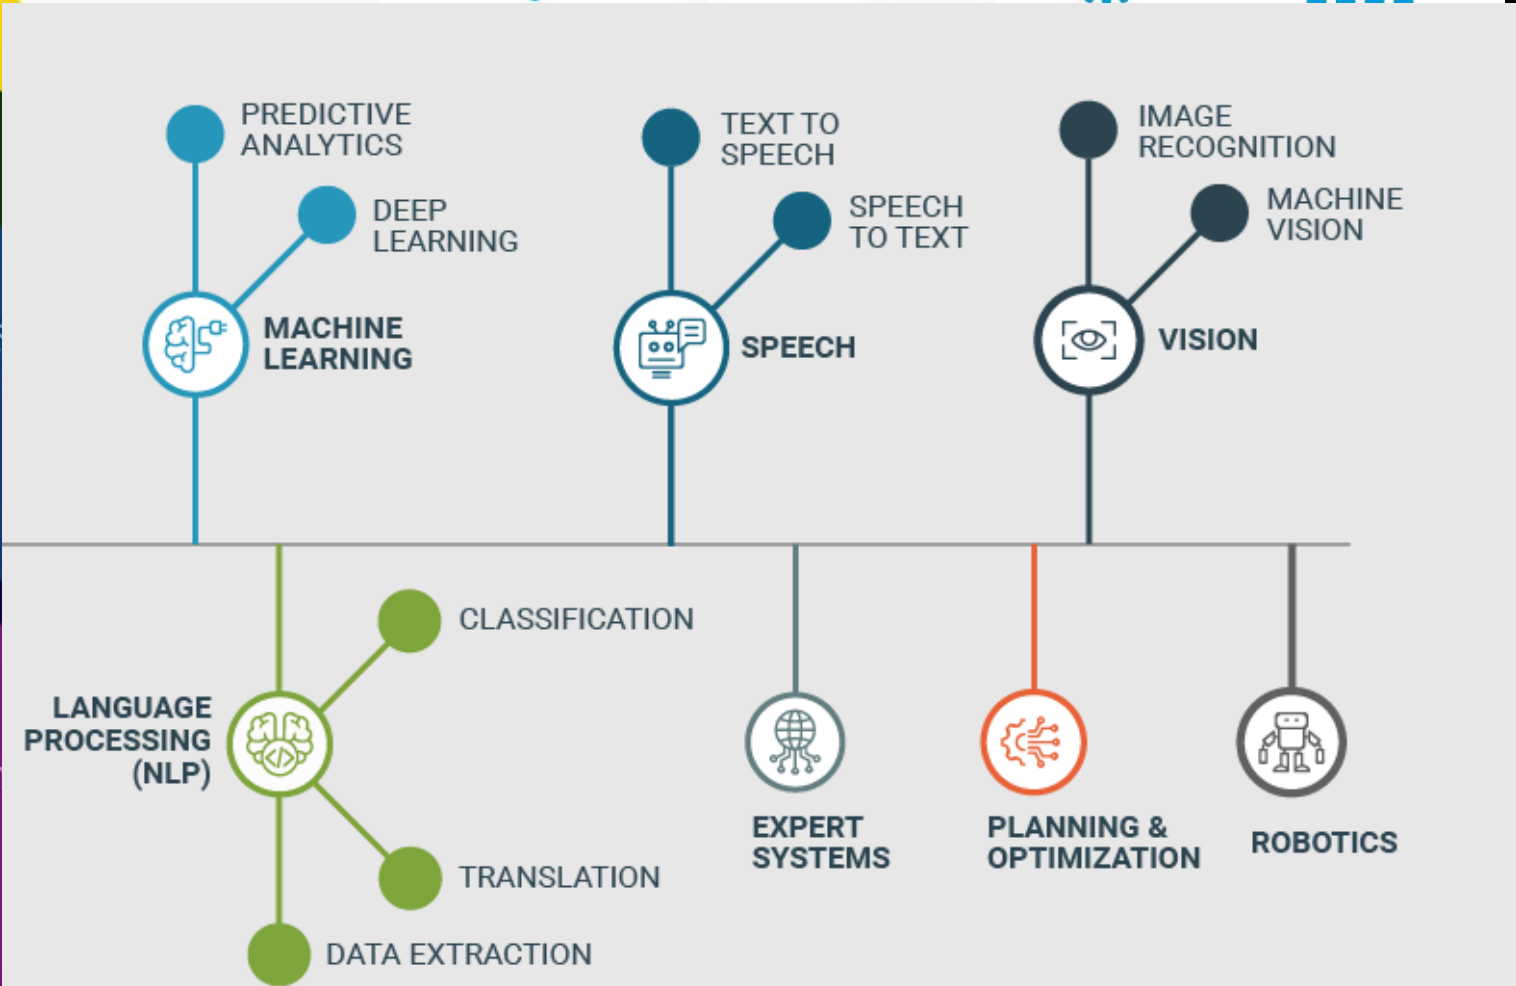 PREDICTIVE
ANALYTICS
DEEP
LEARNING
MACHINE
LEARNING
TEXT TO
SPEECH
SPEECH
TO TEXT
SPEECH
IMAGE
RECOGNITION
MACHINE
VISION
VISION
CLASSIFICATION
LANGUAGE
PROCESSING
(NLP)
TRANSLATION
DATA EXTRACTION
EXPERT
SYSTEMS
PLANNING &
OPTIMIZATION
ROBOTICS